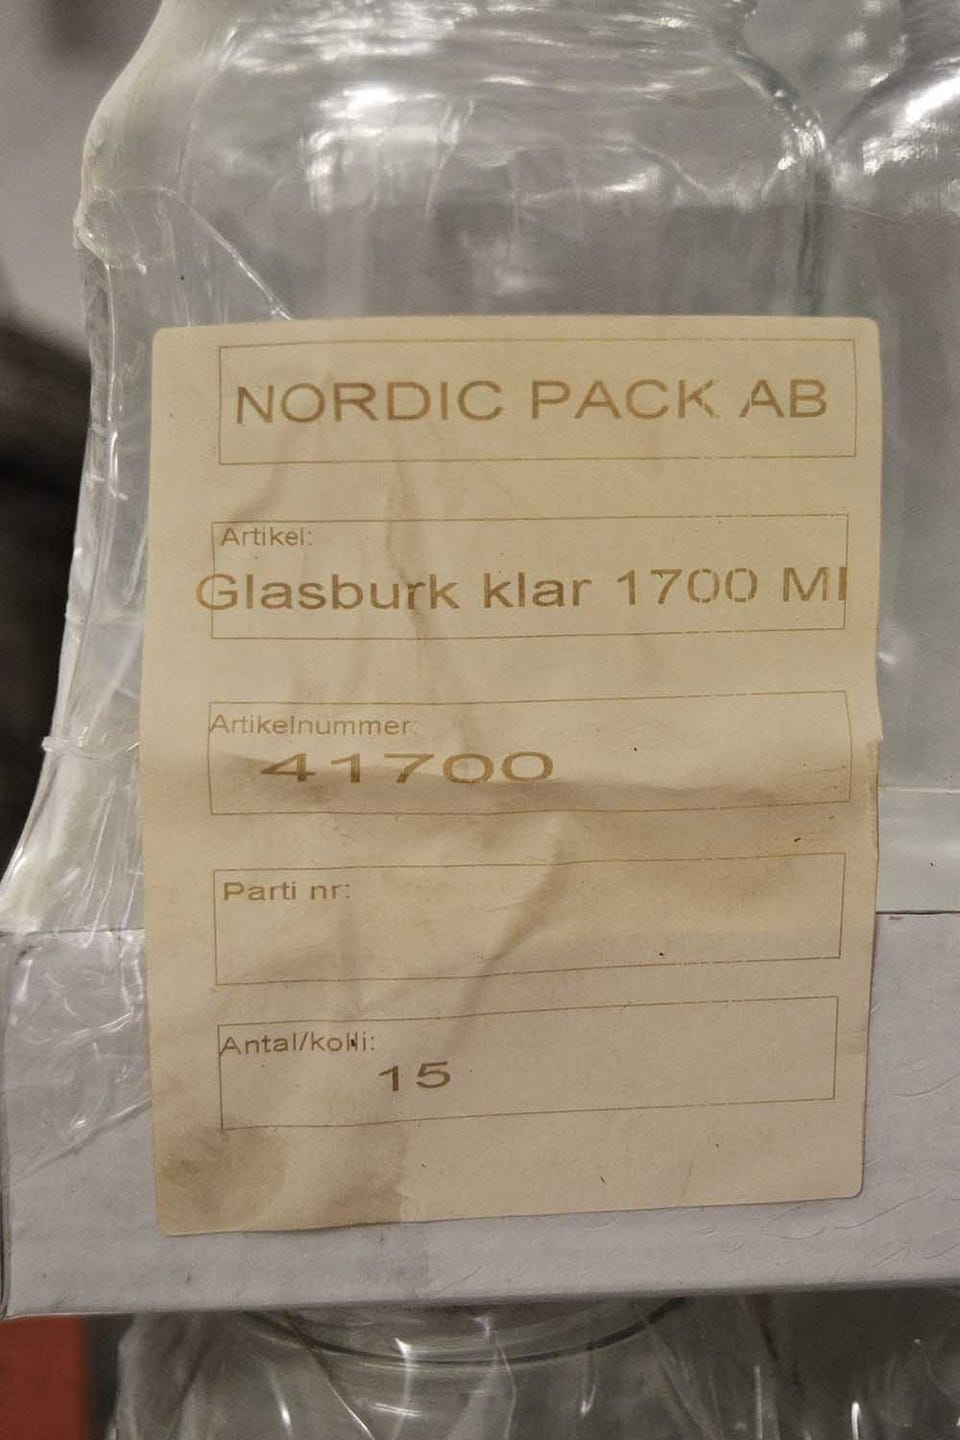 NORDIC PACK AB
Artikel:
Glasburk klar 1700 Ml
Artikelnummer:
41700
Parti nr:
Antal/kolli:
15